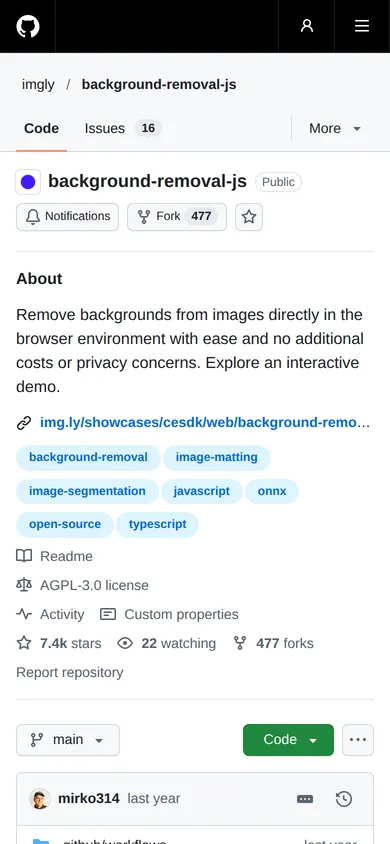 imgly / background-removal-js
Code Issues 16 More
background-removal-js Public
Notifications Fork 477
About
Remove backgrounds from images directly in the
browser environment with ease and no additional
costs or privacy concerns. Explore an interactive
demo.
img.ly/showcases/cesdk/web/background-remo…
background-removal image-matting
image-segmentation javascript onnx
open-source typescript
Readme
AGPL-3.0 license
Activity Custom properties
7.4k stars 22 watching 477 forks
Report repository
main Code
mirko314 last year
.github/workflows last year